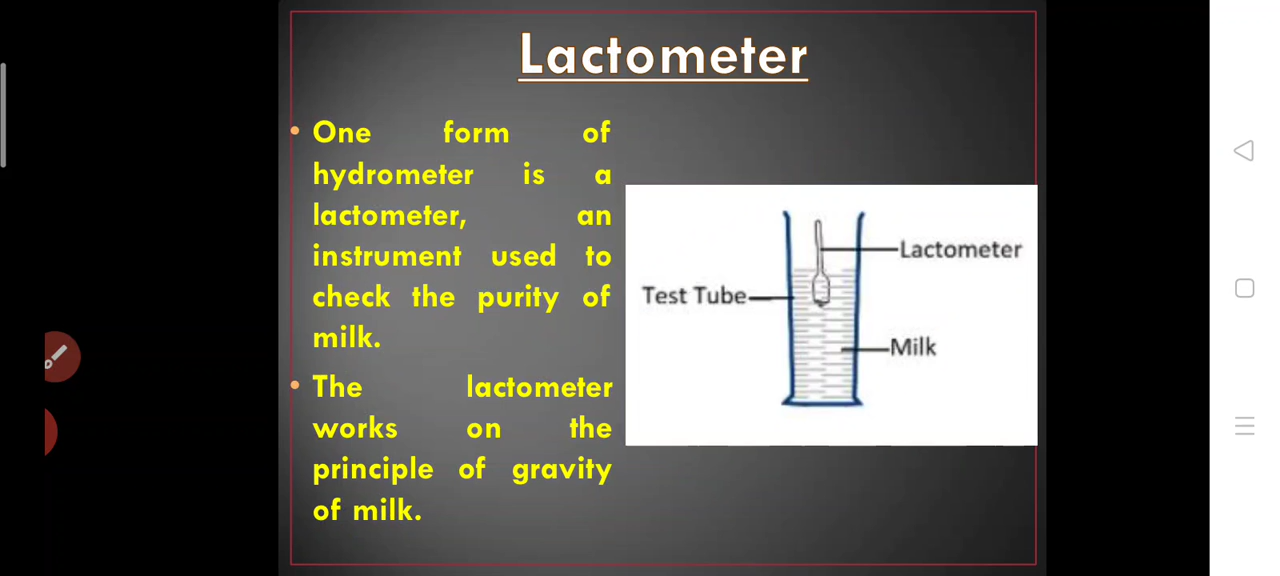 Lactometer
• One form of
hydrometer is a
lactometer, an
instrument used to
check the purity of
milk.
• The lactometer
works on the
principle of gravity
of milk.
Lactometer
Test Tube
Milk